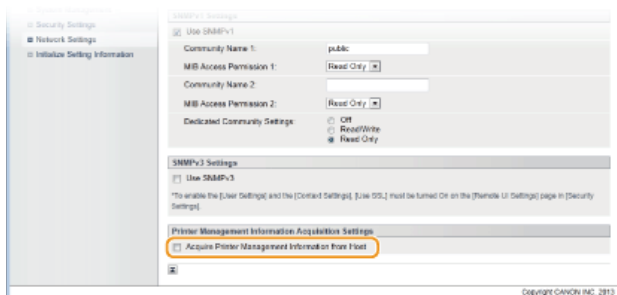 Security Settings
Network Settings
Initialize Setting Information
SNMPv1 Settings
Use SNMPv1
Community Name 1:
public
MIB Access Permission 1:
Read Only
Community Name 2:
MIB Access Permission 2:
Read Only
Dedicated Community Settings:
Off
Read/Write
Read Only
SNMPv3 Settings
Use SNMPv3
*To enable the [User Settings] and the [Context Settings], [Use SSL] must be turned On on the [Remote UI Settings] page in [Security
Settings].
Printer Management Information Acquisition Settings
Acquire Printer Management Information from Host
Copyright CANON INC. 2013